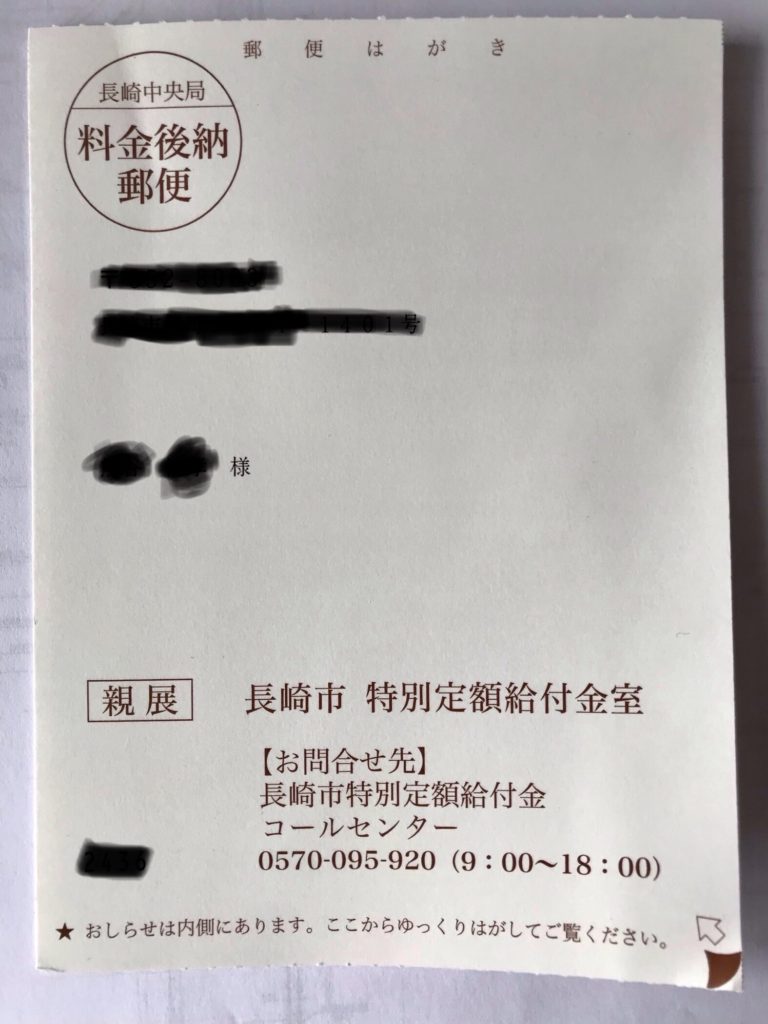 郵便はがき
長崎中央局
料金後納
郵便
1401号
様
親展
長崎市 特別定額給付金室
【お問合せ先】
長崎市特別定額給付金
コールセンター
0570-095-920（9：00～18：00）
★ おしらせは内側にあります。ここからゆっくりはがしてご覧ください。